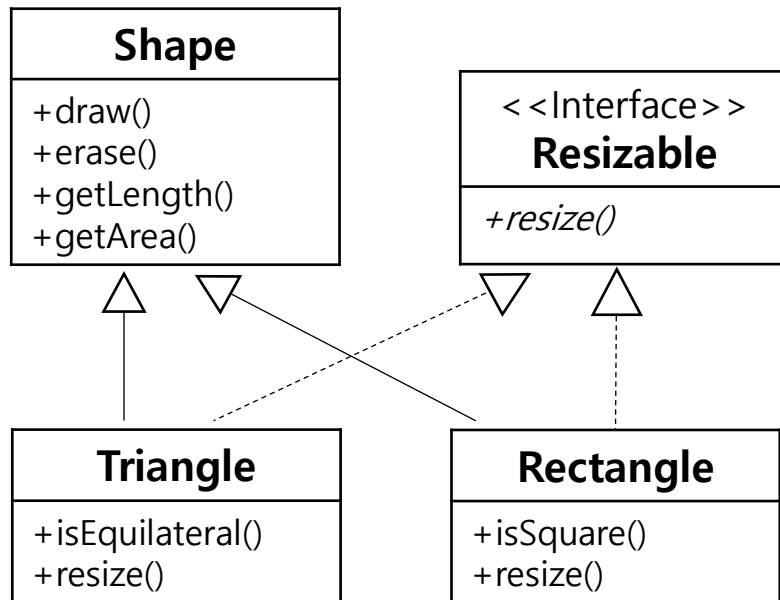 Shape
+draw()
+erase()
+getLength()
+getArea()
<<Interface>>
Resizable
+resize()
Triangle
+isEquilateral()
+resize()
Rectangle
+isSquare()
+resize()